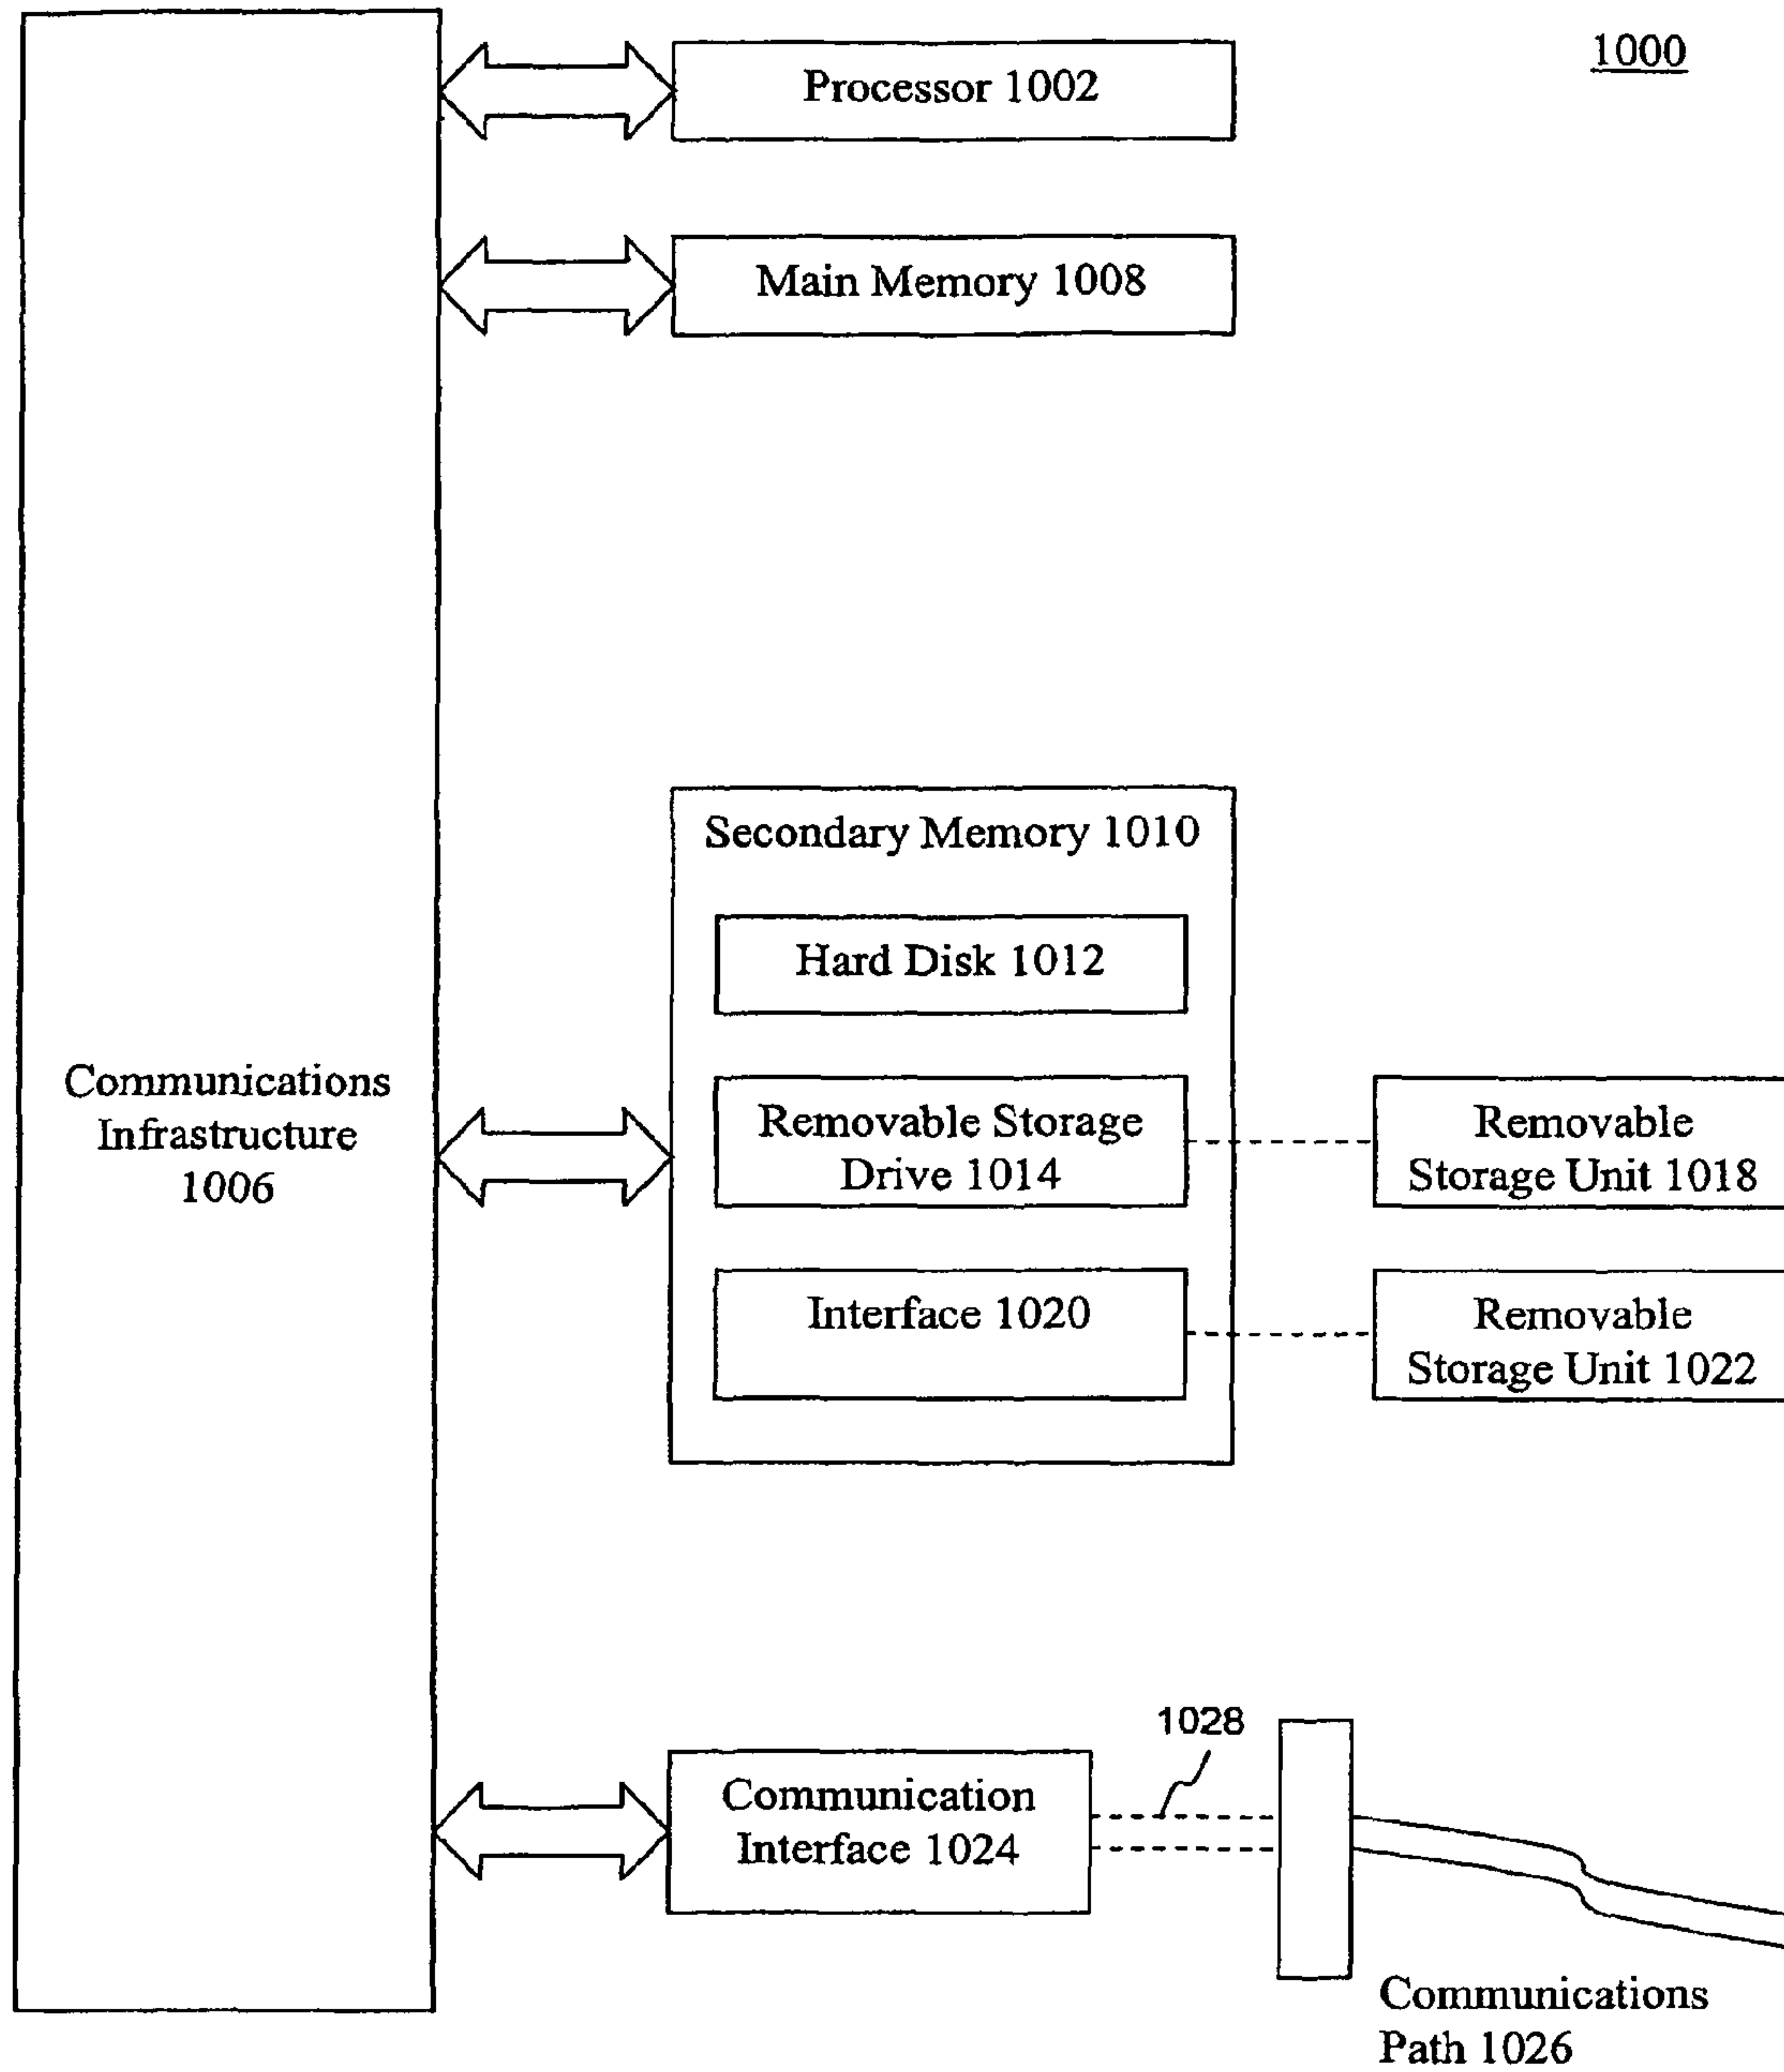 1000
Processor 1002
Main Memory 1008
Secondary Memory 1010
Hard Disk 1012
Communications
Infrastructure
1006
Removable Storage
Drive 1014
Removable
Storage Unit 1018
Interface 1020
Removable
Storage Unit 1022
1028
Communication
Interface 1024
Communications
Path 1026